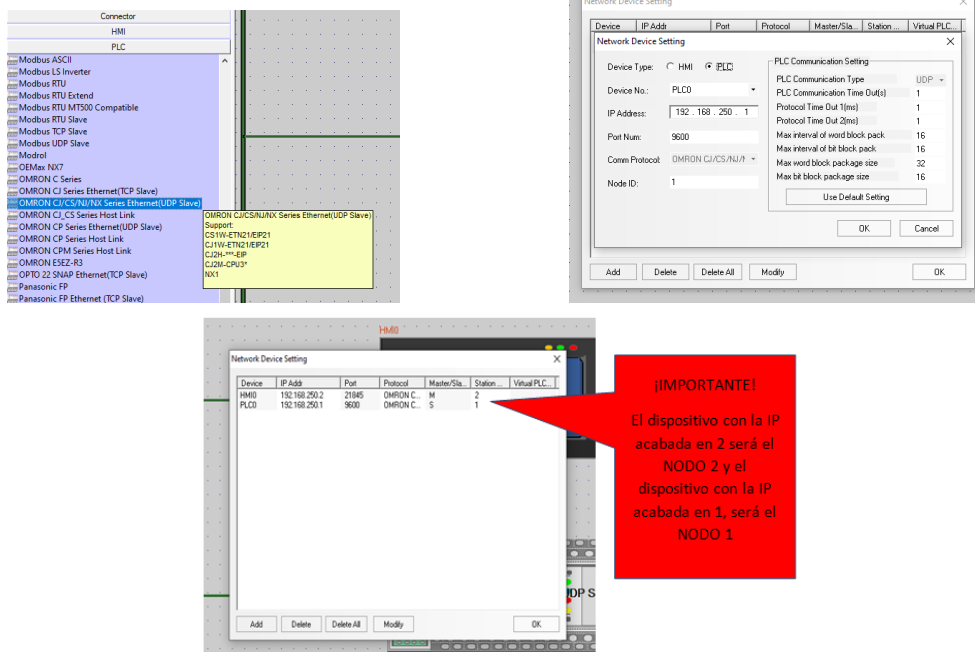 Connector
HMI
PLC
Modbus ASCII
Modbus LS Inverter
Modbus RTU
Modbus RTU Extend
Modbus RTU MT500 Compatible
Modbus RTU Slave
Modbus TCP Slave
Modbus UDP Slave
Modrol
OEMax NX7
OMRON C Series
OMRON CJ Series Ethernet(TCP Slave)
OMRON CJ/CS/NJ/NX Series Ethernet(UDP Slave)
OMRON CJ_CS Series Host Link
OMRON CP Series Ethernet(UDP Slave)
OMRON CP Series Host Link
OMRON CPM Series Host Link
OMRON E5EZ-R3
OPTO 22 SNAP Ethernet(TCP Slave)
Panasonic FP
Panasonic FP Ethernet (TCP Slave)
OMRON CJ/CS/NJ/NX Series Ethernet(UDP Slave)
Support:
CS1W-ETN21/EIP21
CJ1W-ETN21/EIP21
CJ2H-***-EIP
CJ2M-CPU3*
NX1
Network Device Setting
Device IP Addr Port Protocol Master/Sla... Station ... Virtual PLC...
Network Device Setting
Device Type: HMI PLC
Device No.: PLC0
IP Address: 192 . 168 . 250 . 1
Port Num: 9600
Comm Protocol: OMRON CJ/CS/NJ/
Node ID: 1
PLC Communication Setting
PLC Communication Type UDP
PLC Communication Time Out(s) 1
Protocol Time Out 1(ms) 1
Protocol Time Out 2(ms) 1
Max interval of word block pack 16
Max interval of bit block pack 16
Max word block package size 32
Max bit block package size 16
Use Default Setting
OK Cancel
Add Delete Delete All Modify OK
HMI0
Network Device Setting
Device IP Addr Port Protocol Master/Sla... Station ... Virtual PLC...
HMI0 192.168.250.2 21845 OMRON C... M 2
PLC0 192.168.250.1 9600 OMRON C... S 1
Add Delete Delete All Modify OK
DP S
¡IMPORTANTE!
El dispositivo con la IP
acabada en 2 será el
NODO 2 y el
dispositivo con la IP
acabada en 1, será el
NODO 1